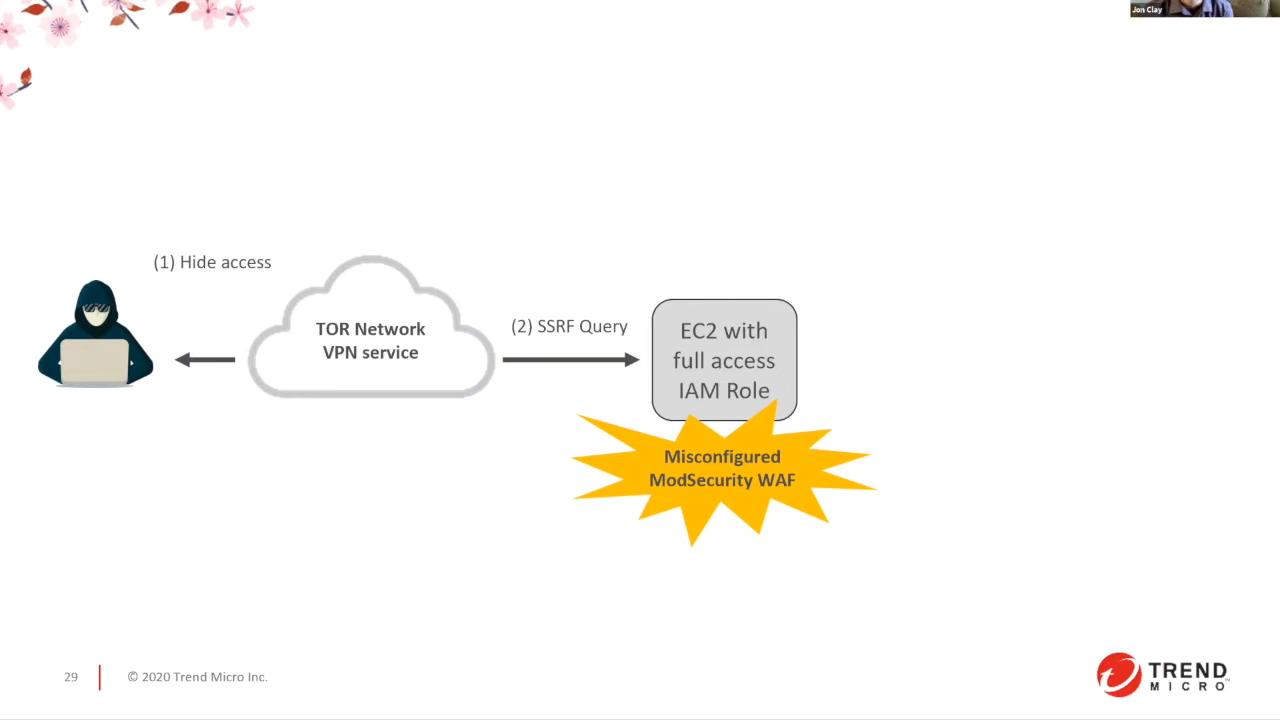 Jon Clay
(1) Hide access
TOR Network
VPN service
(2) SSRF Query
EC2 with
full access
IAM Role
Misconfigured
ModSecurity WAF
29
© 2020 Trend Micro Inc.
TREND
MICRO